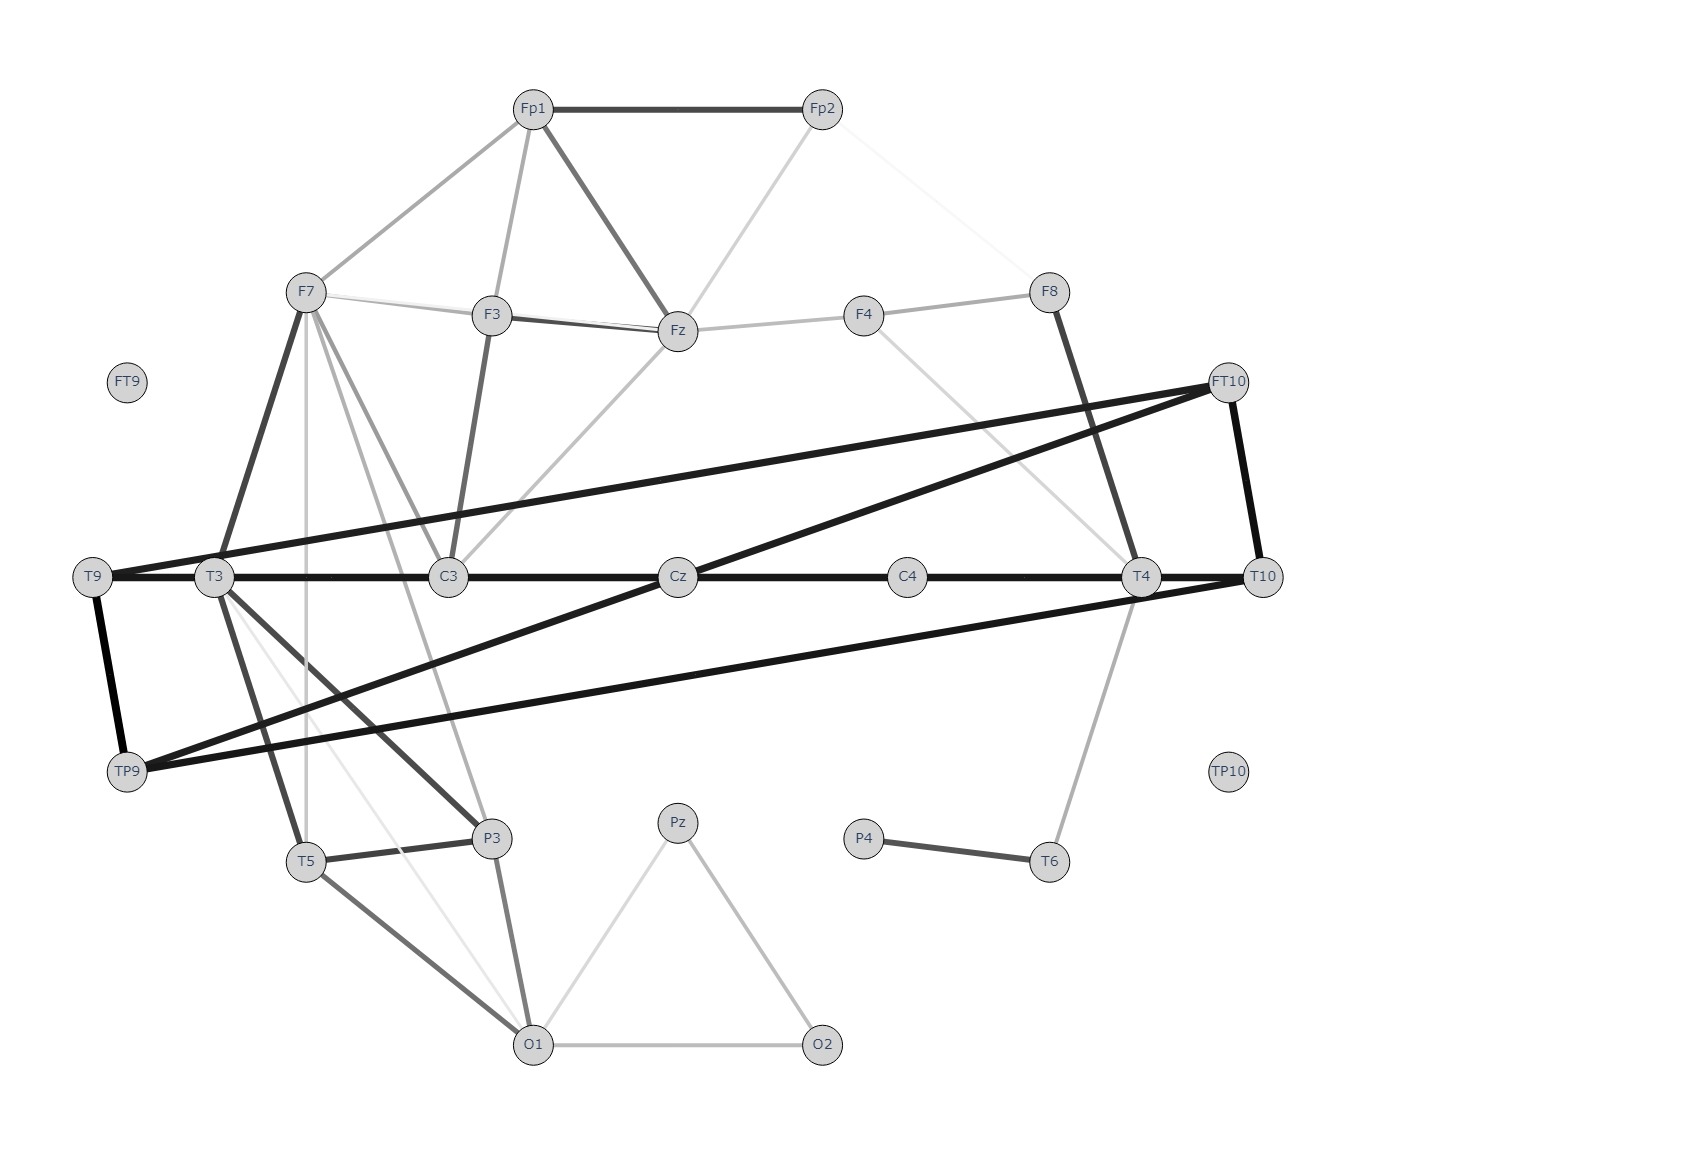 Fp1 Fp2
F7 F3 Fz F4 F8
FT9 FT10
T9 T3 C3 Cz C4 T4 T10
TP9 TP10
T5 P3 Pz P4 T6
O1 O2